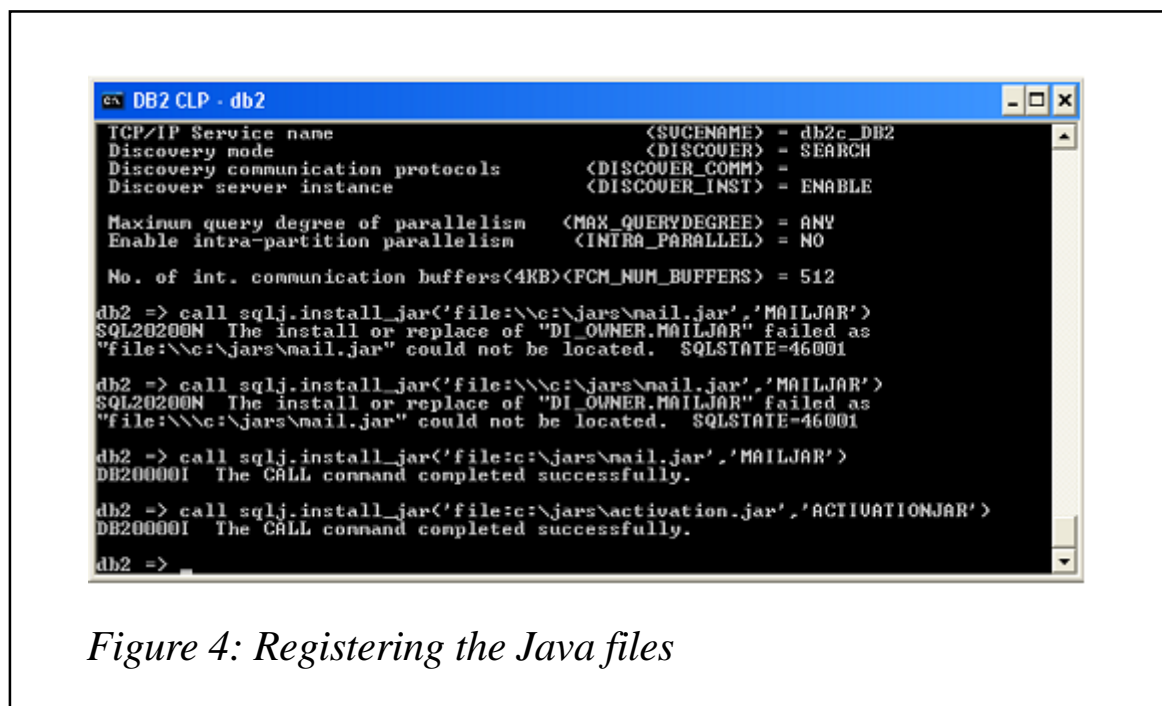 DB2 CLP - db2
TCP/IP Service name (SVCENAME) = db2c_DB2
Discovery mode (DISCOVER) = SEARCH
Discovery communication protocols (DISCOVER_COMM) =
Discover server instance (DISCOVER_INST) = ENABLE
Maximum query degree of parallelism (MAX_QUERYDEGREE) = ANY
Enable intra-partition parallelism (INTRA_PARALLEL) = NO
No. of int. communication buffers(4KB)(FCM_NUM_BUFFERS) = 512
db2 => call sqlj.install_jar('file:\\c:\jars\mail.jar','MAILJAR')
SQL20200N The install or replace of "DI_OWNER.MAILJAR" failed as
"file:\\c:\jars\mail.jar" could not be located. SQLSTATE=46001
db2 => call sqlj.install_jar('file:\\\c:\jars\mail.jar','MAILJAR')
SQL20200N The install or replace of "DI_OWNER.MAILJAR" failed as
"file:\\\c:\jars\mail.jar" could not be located. SQLSTATE=46001
db2 => call sqlj.install_jar('file:c:\jars\mail.jar','MAILJAR')
DB20000I The CALL command completed successfully.
db2 => call sqlj.install_jar('file:c:\jars\activation.jar','ACTIVATIONJAR')
DB20000I The CALL command completed successfully.
db2 => _
Figure 4: Registering the Java files